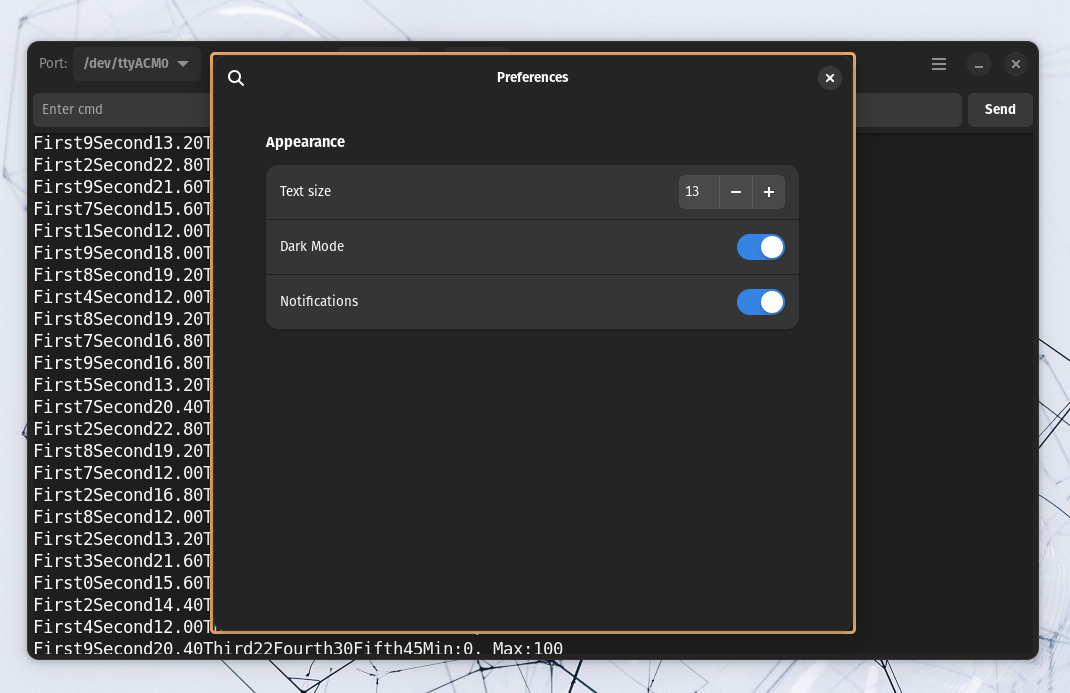 Port: /dev/ttyACM0
Preferences
Enter cmd
Send
Appearance
Text size 13
Dark Mode
Notifications
First9Second13.20T
First2Second22.80T
First9Second21.60T
First7Second15.60T
First1Second12.00T
First9Second18.00T
First8Second19.20T
First4Second12.00T
First8Second19.20T
First7Second16.80T
First9Second16.80T
First5Second13.20T
First7Second20.40T
First2Second22.80T
First8Second19.20T
First7Second12.00T
First2Second16.80T
First8Second12.00T
First2Second13.20T
First3Second21.60T
First0Second15.60T
First2Second14.40T
First4Second12.00T
First9Second20.40Third22Fourth30Fifth45Min:0, Max:100